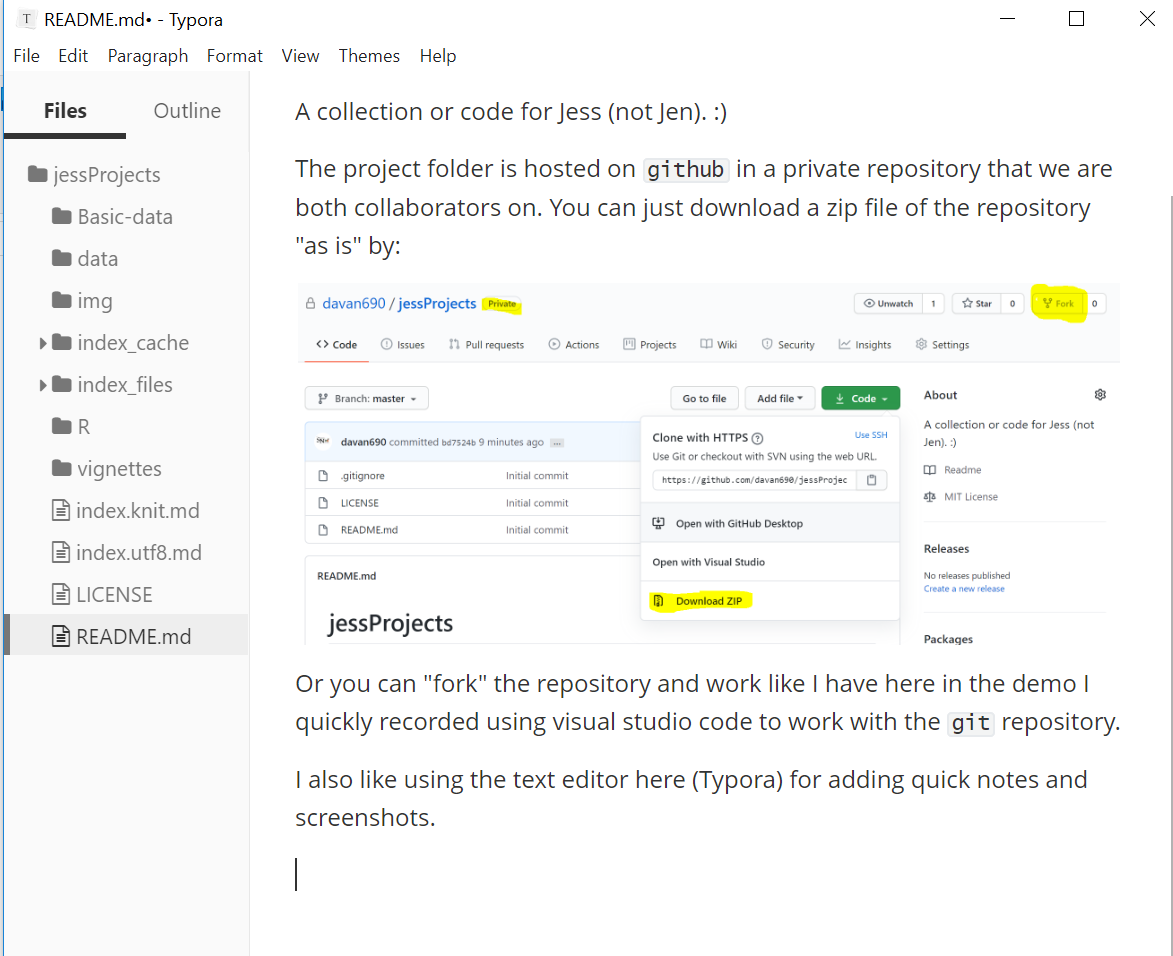 T README.md• - Typora
File Edit Paragraph Format View Themes Help
Files Outline
jessProjects
Basic-data
data
img
index_cache
index_files
R
vignettes
index.knit.md
index.utf8.md
LICENSE
README.md
A collection or code for Jess (not Jen). :)
The project folder is hosted on github in a private repository that we are
both collaborators on. You can just download a zip file of the repository
"as is" by:
davan690 / jessProjects Private
Unwatch 1 Star 0 Fork 0
Code Issues Pull requests Actions Projects Wiki Security Insights Settings
Branch: master Go to file Add file Code
davan690 committed bd7524b 9 minutes ago ...
.gitignore Initial commit
LICENSE Initial commit
README.md Initial commit
README.md
jessProjects
Clone with HTTPS ? Use SSH
Use Git or checkout with SVN using the web URL.
https://github.com/davan690/jessProjec
Open with GitHub Desktop
Open with Visual Studio
Download ZIP
About
A collection or code for Jess (not
Jen). :)
Readme
MIT License
Releases
No releases published
Create a new release
Packages
Or you can "fork" the repository and work like I have here in the demo I
quickly recorded using visual studio code to work with the git repository.
I also like using the text editor here (Typora) for adding quick notes and
screenshots.